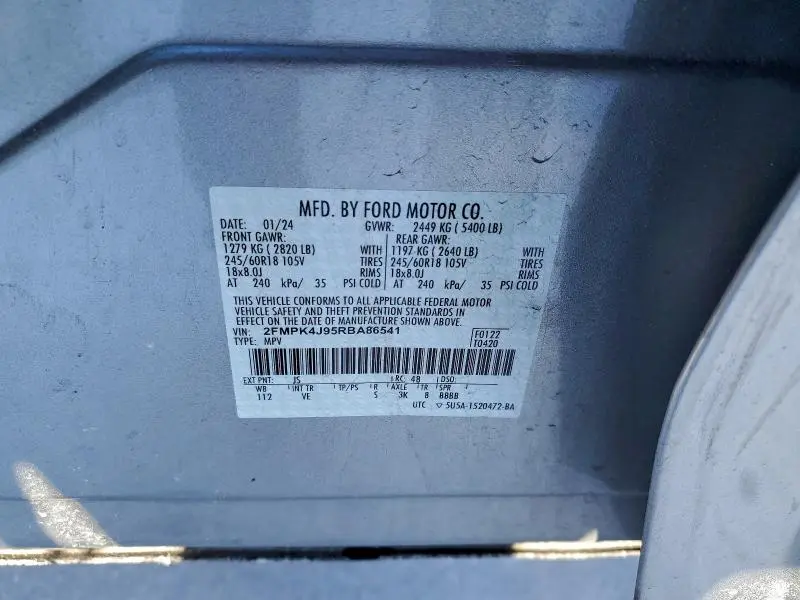 MFD. BY FORD MOTOR CO.
DATE: 01/24 GVWR: 2449 KG ( 5400 LB)
FRONT GAWR: REAR GAWR:
1279 KG ( 2820 LB) WITH 1197 KG ( 2640 LB) WITH
245/60R18 105V TIRES 245/60R18 105V TIRES
18x8.0J RIMS 18x8.0J RIMS
AT 240 kPa/ 35 PSI COLD AT 240 kPa/ 35 PSI COLD
THIS VEHICLE CONFORMS TO ALL APPLICABLE FEDERAL MOTOR
VEHICLE SAFETY AND THEFT PREVENTION STANDARDS IN
EFFECT ON THE DATE OF MANUFACTURE SHOWN ABOVE.
VIN: 2FMPK4J95RBA86541 F0122
TYPE: MPV T0420
EXT PNT: JS RC: 48 DSO:
WB INT TR TP/PS R AXLE TR SPR
112 VE S 3K 8 BBBB
UTC ▽ 5U5A-1520472-BA